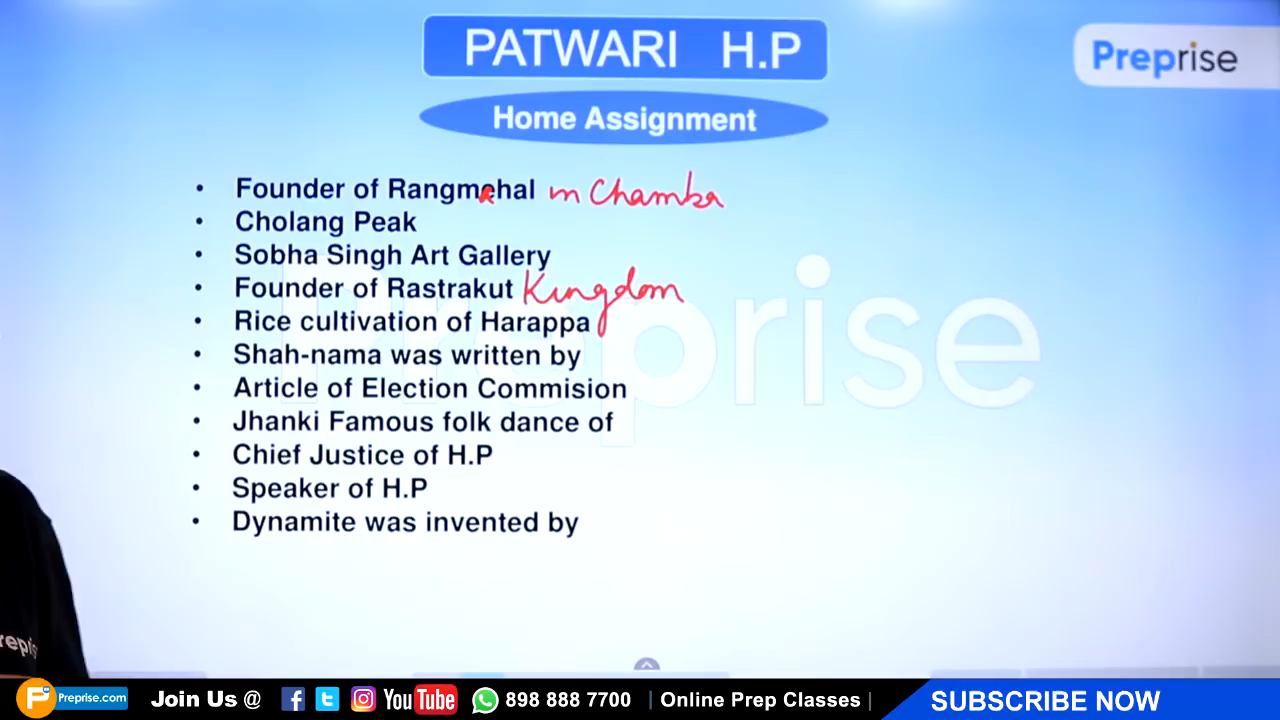 PATWARI H.P
Preprise
Home Assignment
• Founder of Rangmahal in Chamba
• Cholang Peak
• Sobha Singh Art Gallery
• Founder of Rastrakut Kingdom
• Rice cultivation of Harappa
• Shah-nama was written by
• Article of Election Commision
• Jhanki Famous folk dance of
• Chief Justice of H.P
• Speaker of H.P
• Dynamite was invented by
Preprise
repris
Preprise.com Join Us @ f You Tube 898 888 7700 | Online Prep Classes | SUBSCRIBE NOW